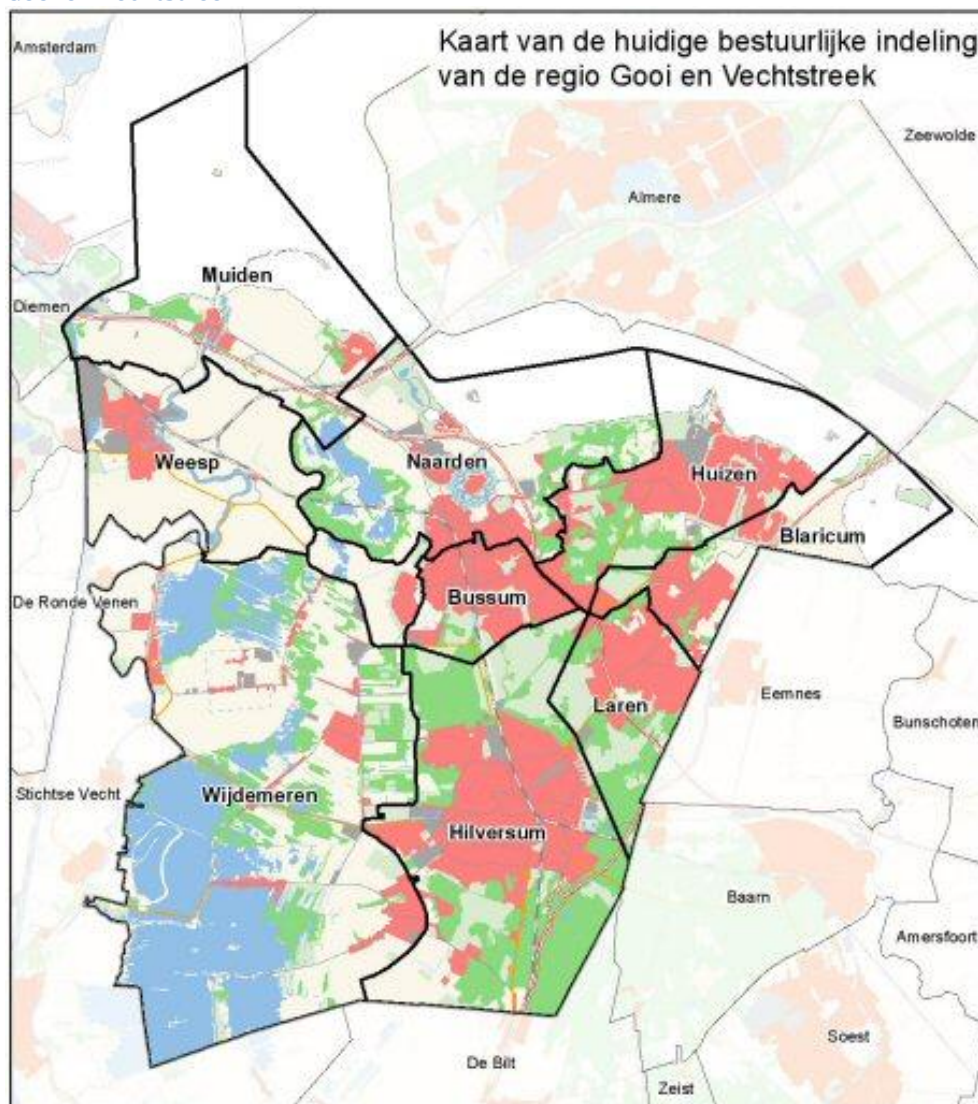 Kaart van de huidige bestuurlijke indeling
van de regio Gooi en Vechtstreek
Amsterdam
Zeewolde
Almere
Muiden
Diemen
Weesp
Naarden
Huizen
Blaricum
De Ronde Venen
Bussum
Eemnes
Laren
Bunschoten
Stichtse Vecht
Wijdemeren
Hilversum
Baarn
Amersfoort
Soest
De Bilt
Zeist